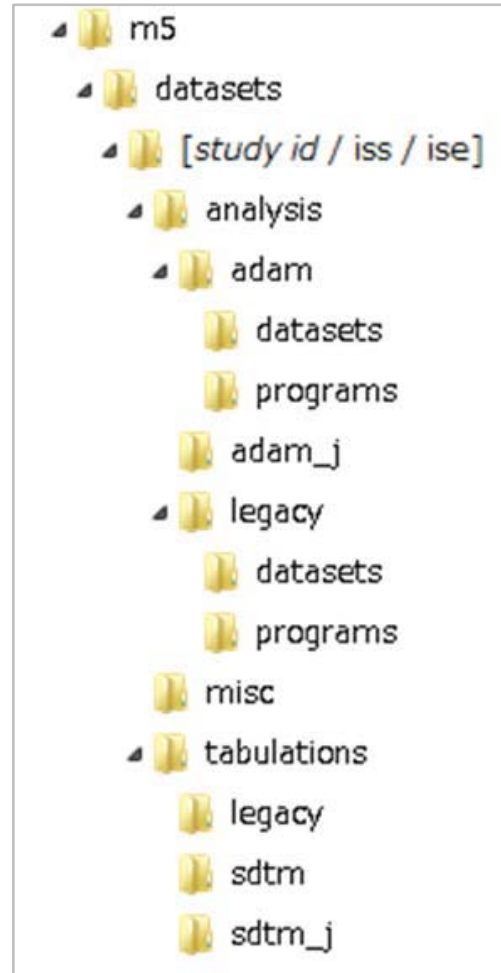 m5
datasets
[study id / iss / ise]
analysis
adam
datasets
programs
adam_j
legacy
datasets
programs
misc
tabulations
legacy
sdtm
sdtm_j